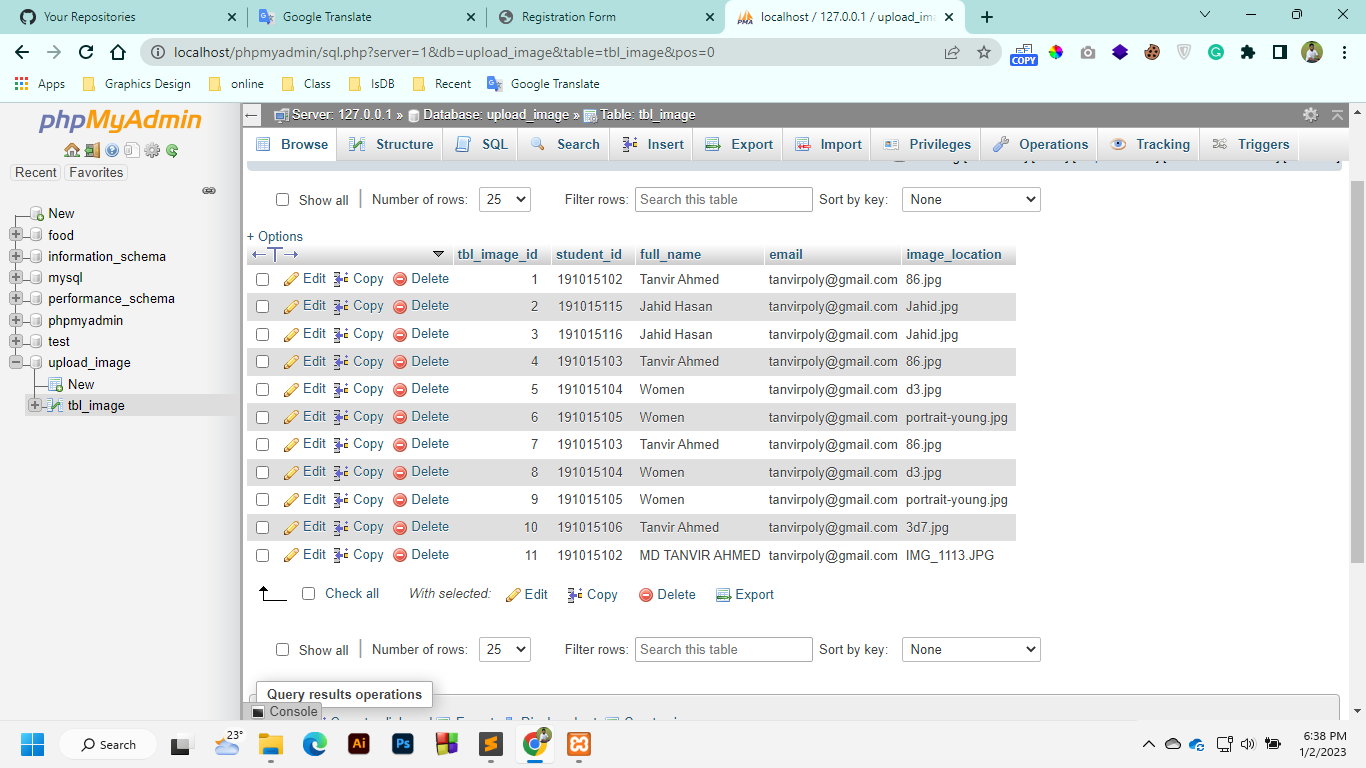 Your Repositories
Google Translate
Registration Form
localhost / 127.0.0.1 / upload_ima
localhost/phpmyadmin/sql.php?server=1&db=upload_image&table=tbl_image&pos=0
COPY
Apps Graphics Design online Class IsDB Recent Google Translate
phpMyAdmin
Recent Favorites
New
food
information_schema
mysql
performance_schema
phpmyadmin
test
upload_image
New
tbl_image
Server: 127.0.0.1 » Database: upload_image » Table: tbl_image
Browse Structure SQL Search Insert Export Import Privileges Operations Tracking Triggers
Show all Number of rows: 25 Filter rows: Search this table Sort by key: None
+ Options
tbl_image_id student_id full_name email image_location
Edit Copy Delete 1 191015102 Tanvir Ahmed tanvirpoly@gmail.com 86.jpg
Edit Copy Delete 2 191015115 Jahid Hasan tanvirpoly@gmail.com Jahid.jpg
Edit Copy Delete 3 191015116 Jahid Hasan tanvirpoly@gmail.com Jahid.jpg
Edit Copy Delete 4 191015103 Tanvir Ahmed tanvirpoly@gmail.com 86.jpg
Edit Copy Delete 5 191015104 Women tanvirpoly@gmail.com d3.jpg
Edit Copy Delete 6 191015105 Women tanvirpoly@gmail.com portrait-young.jpg
Edit Copy Delete 7 191015103 Tanvir Ahmed tanvirpoly@gmail.com 86.jpg
Edit Copy Delete 8 191015104 Women tanvirpoly@gmail.com d3.jpg
Edit Copy Delete 9 191015105 Women tanvirpoly@gmail.com portrait-young.jpg
Edit Copy Delete 10 191015106 Tanvir Ahmed tanvirpoly@gmail.com 3d7.jpg
Edit Copy Delete 11 191015102 MD TANVIR AHMED tanvirpoly@gmail.com IMG_1113.JPG
Check all With selected: Edit Copy Delete Export
Show all Number of rows: 25 Filter rows: Search this table Sort by key: None
Query results operations
Console
Search
23°
Ai
Ps
6:38 PM
1/2/2023